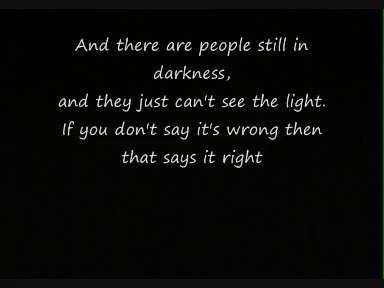 And there are people still in
darkness,
and they just can't see the light.
If you don't say it's wrong then
that says it right